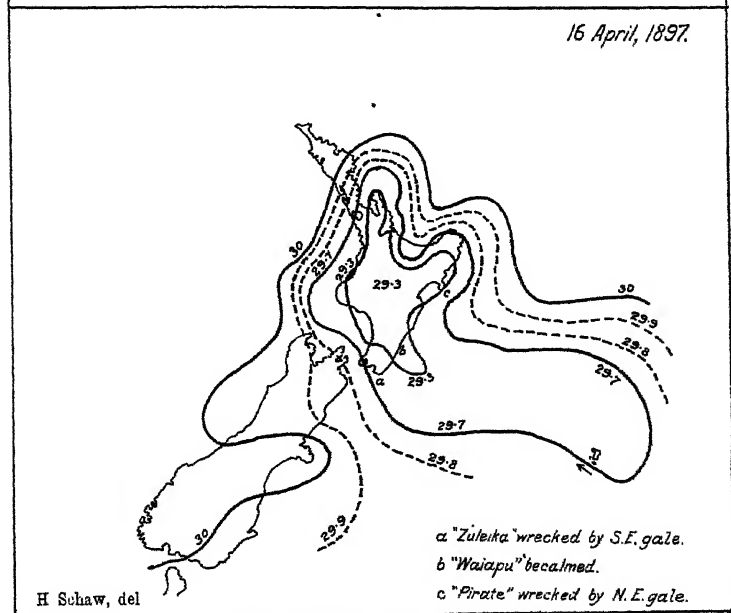 16 April, 1897.
30
29·7
29·3
29·3
c
30
29·9
29·8
29·7
b
a
29·3
29·7
29·8
30
29·9
a "Zuleika" wrecked by S.E. gale.
b "Waiapu" becalmed.
c "Pirate" wrecked by N.E. gale.
H Schaw, del